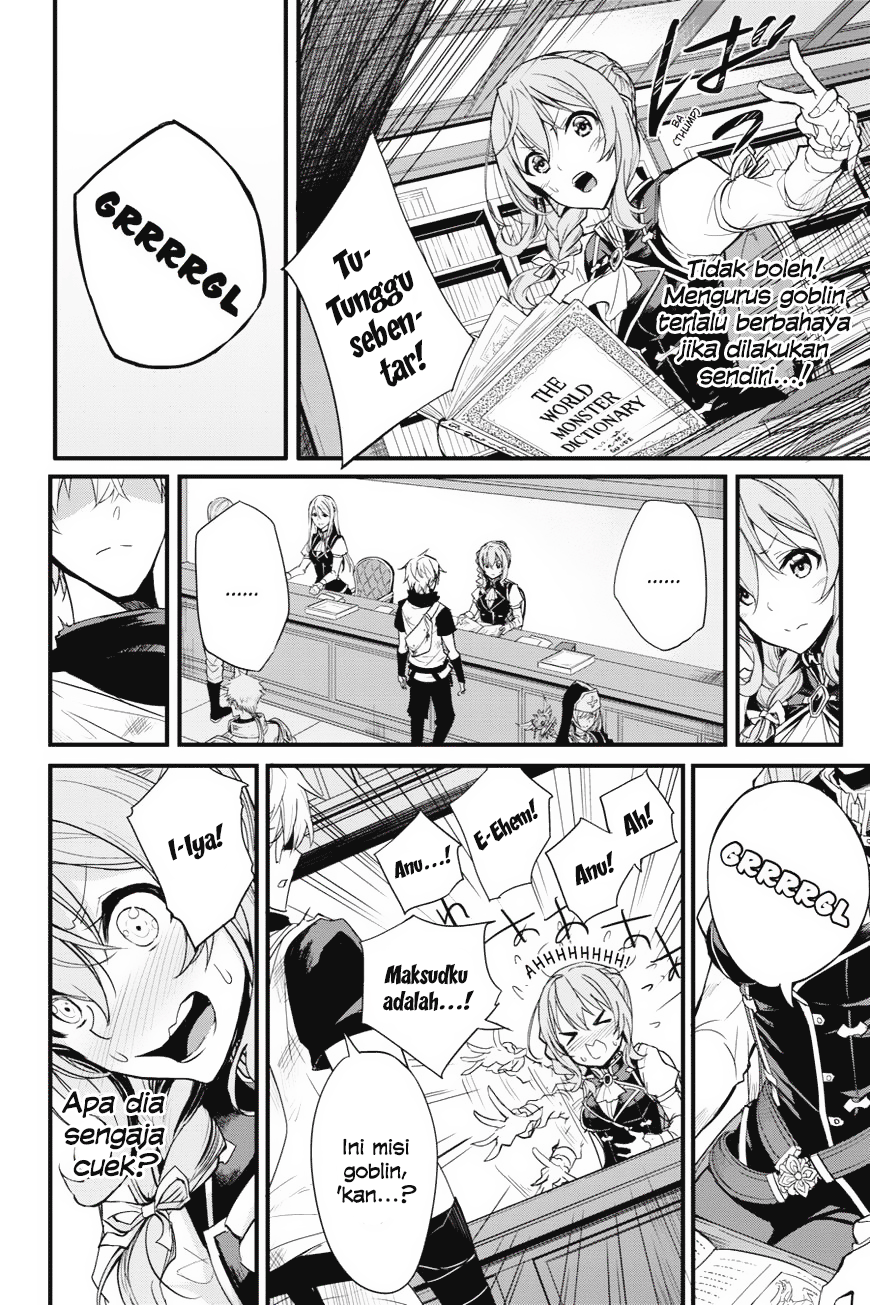 ばっ
BA
(THUMP)
Tidak boleh!
Mengurus goblin
terlalu berbahaya
jika dilakukan
sendiri...!
Tu-
Tunggu
seben-
tar!
THE
WORLD
MONSTER
DICTIONARY
GRRRRGL
......
......
GRRRRGL
Ah!
Anu!
E-Ehem!
Anu...!
AHHHHHHHHH!
Maksudku
adalah...!
Ini misi
goblin,
'kan...?
I-Iya!
Apa dia
sengaja
cuek?